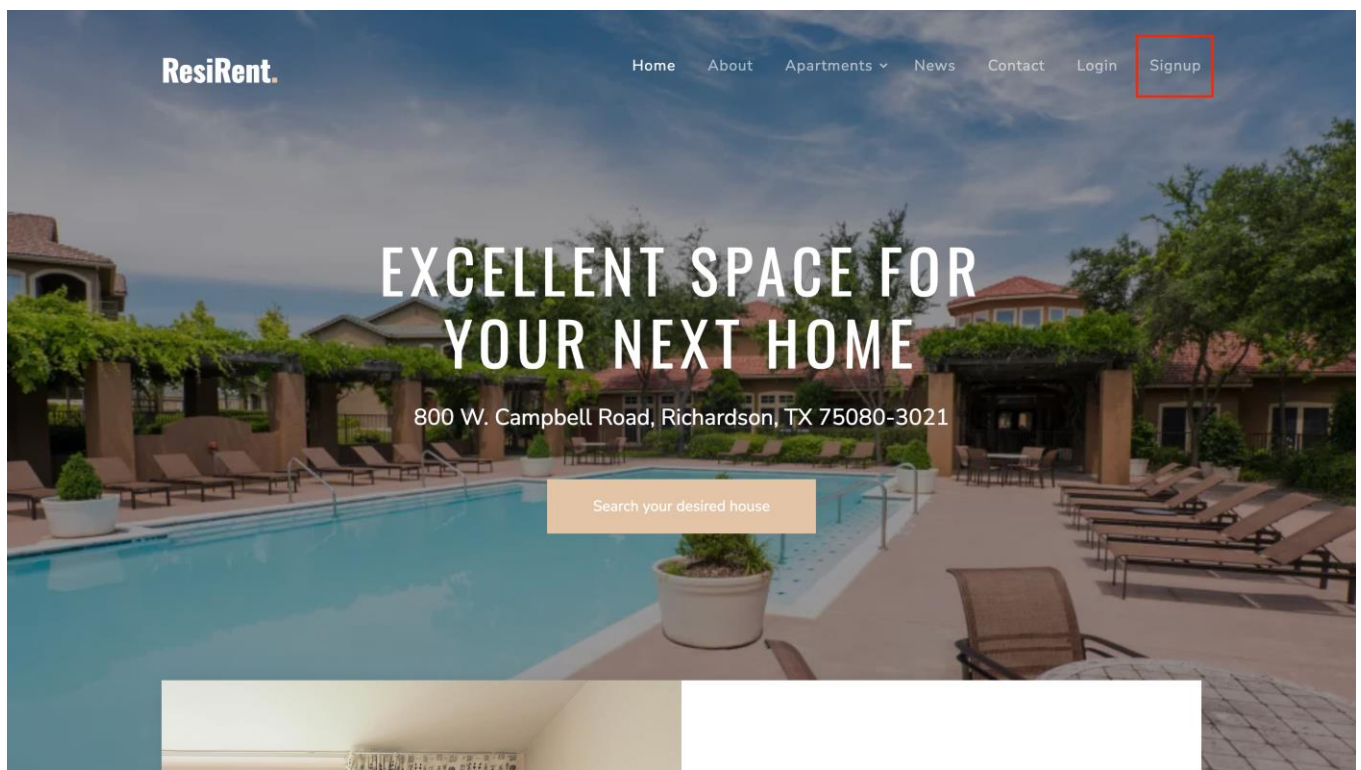 ResiRent.
Home About Apartments News Contact Login Signup
EXCELLENT SPACE FOR
YOUR NEXT HOME
800 W. Campbell Road, Richardson, TX 75080-3021
Search your desired house